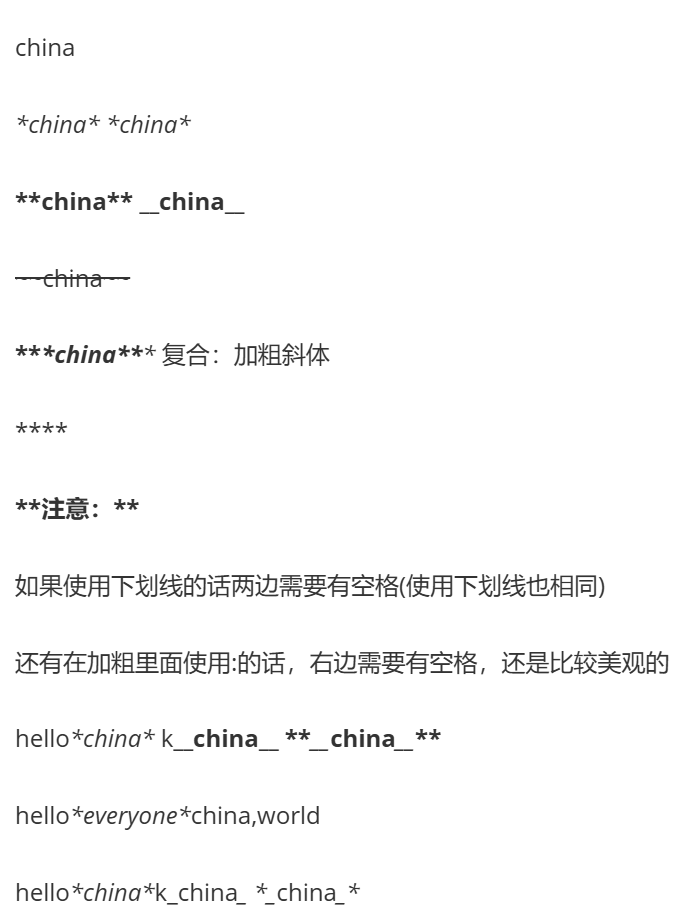 china
*china* *china*
**china** __china__
~~china~~
***china*** 复合：加粗斜体
****
**注意：**
如果使用下划线的话两边需要有空格(使用下划线也相同)
还有在加粗里面使用:的话，右边需要有空格，还是比较美观的
hello*china* k__china__ **__china__**
hello*everyone*china,world
hello*china*k_china_ *_china_*